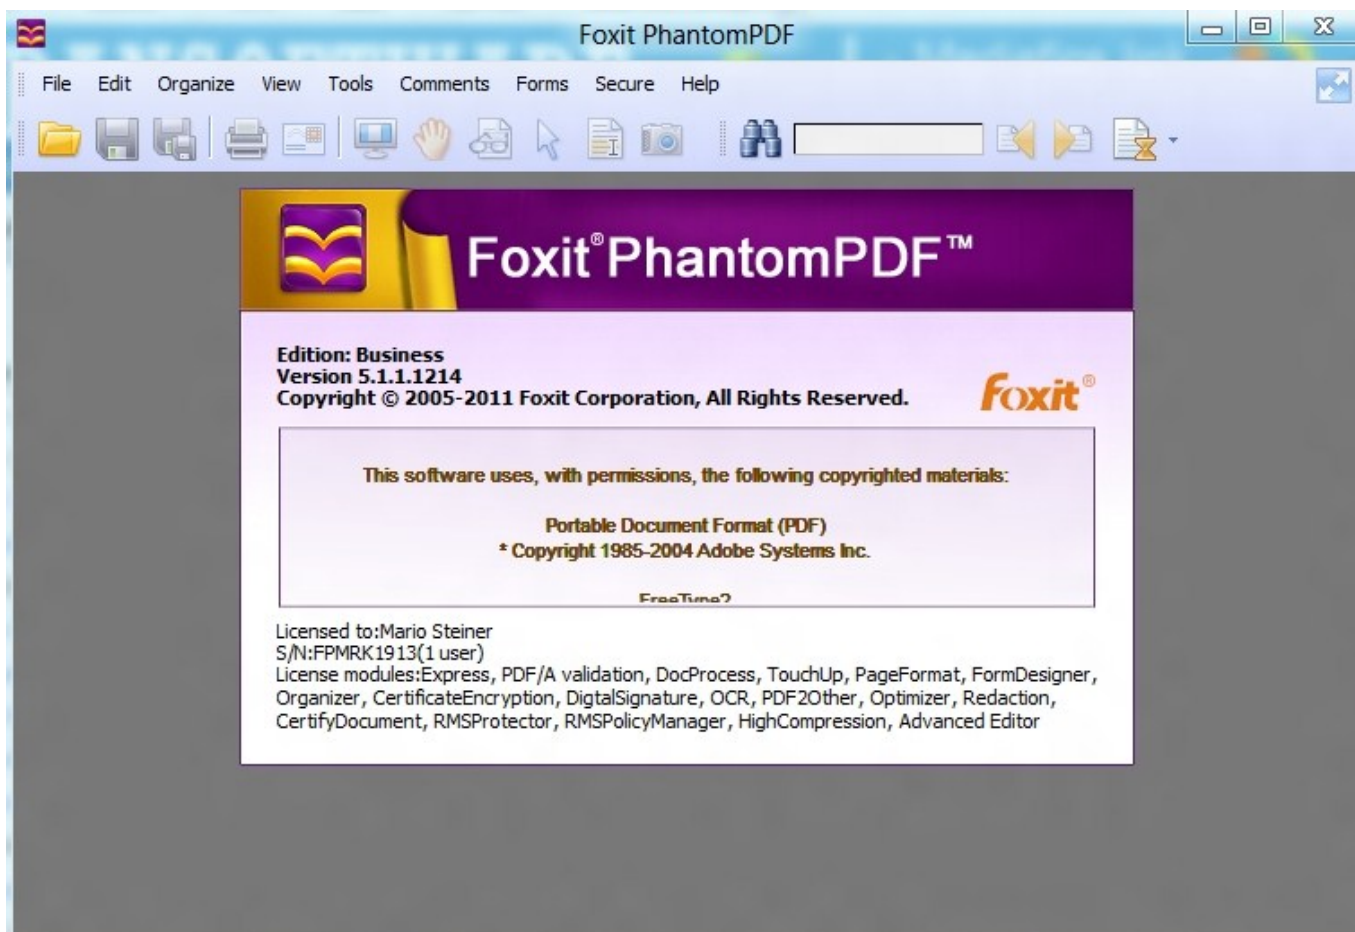 Foxit PhantomPDF
File Edit Organize View Tools Comments Forms Secure Help
Foxit® PhantomPDF™
Edition: Business
Version 5.1.1.1214
Copyright © 2005-2011 Foxit Corporation, All Rights Reserved.
foxit®
This software uses, with permissions, the following copyrighted materials:
Portable Document Format (PDF)
* Copyright 1985-2004 Adobe Systems Inc.
FreeType2
Licensed to:Mario Steiner
S/N:FPMRK1913(1 user)
License modules:Express, PDF/A validation, DocProcess, TouchUp, PageFormat, FormDesigner,
Organizer, CertificateEncryption, DigtalSignature, OCR, PDF2Other, Optimizer, Redaction,
CertifyDocument, RMSProtector, RMSPolicyManager, HighCompression, Advanced Editor